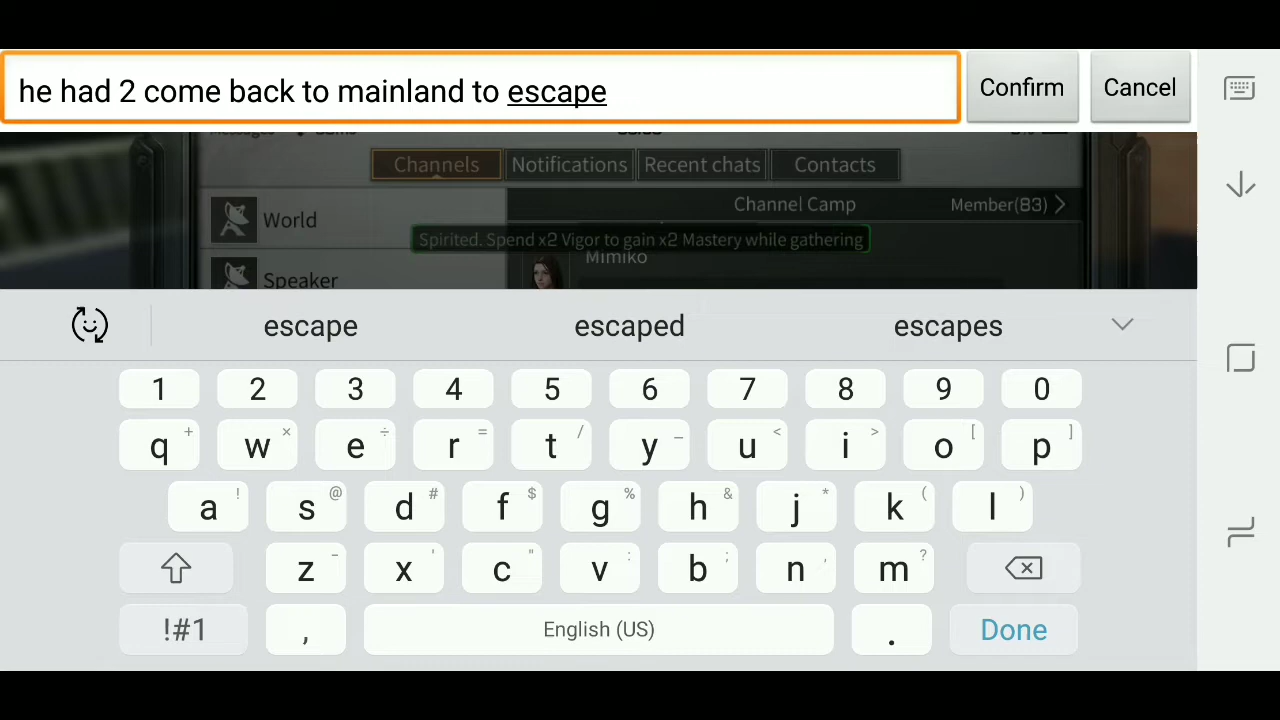 he had 2 come back to mainland to escape
Confirm
Cancel
Channels
Notifications
Recent chats
Contacts
World
Channel Camp
Member(83)
Spirited. Spend x2 Vigor to gain x2 Mastery while gathering
Mimiko
Speaker
escape
escaped
escapes
1 2 3 4 5 6 7 8 9 0
q + w × e ÷ r = t / y _ u < i > o [ p ]
a ! s @ d # f $ g % h & j * k ( l )
z - x ' c " v : b ; n , m ?
!#1 , English (US) . Done